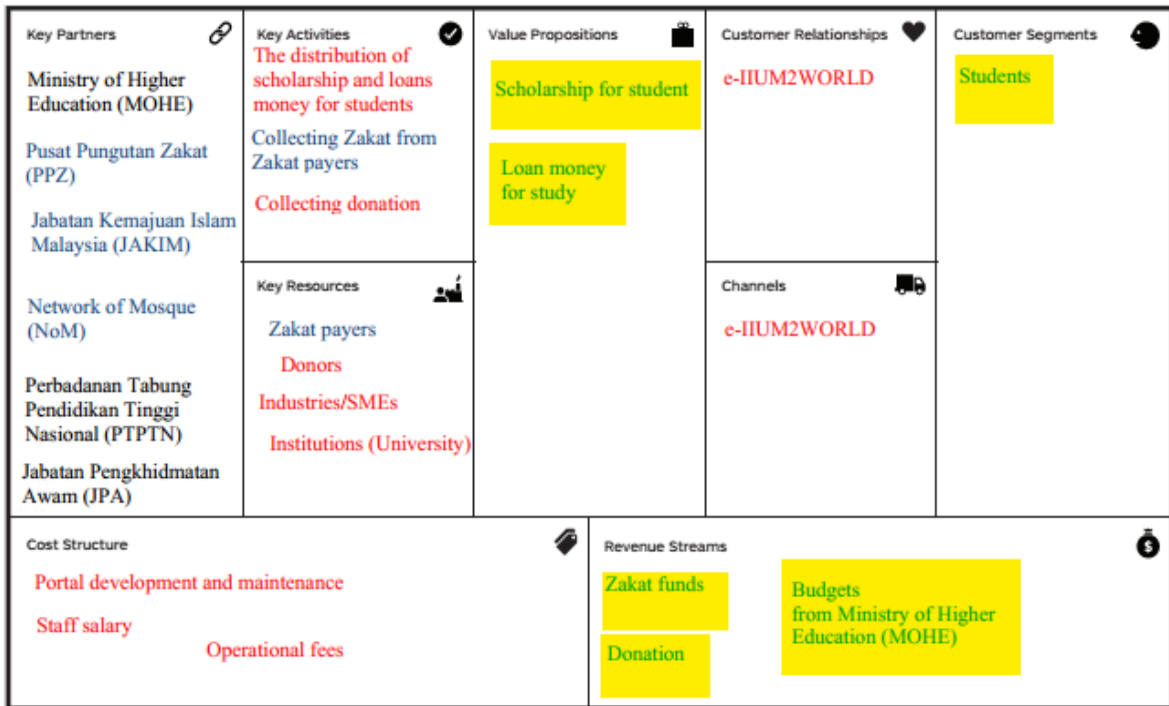 Key Partners
Ministry of Higher
Education (MOHE)
Pusat Pungutan Zakat
(PPZ)
Jabatan Kemajuan Islam
Malaysia (JAKIM)
Network of Mosque
(NoM)
Perbadanan Tabung
Pendidikan Tinggi
Nasional (PTPTN)
Jabatan Pengkhidmatan
Awam (JPA)
Key Activities
The distribution of
scholarship and loans
money for students
Collecting Zakat from
Zakat payers
Collecting donation
Key Resources
Zakat payers
Donors
Industries/SMEs
Institutions (University)
Value Propositions
Scholarship for student
Loan money
for study
Customer Relationships
e-IIUM2WORLD
Channels
e-IIUM2WORLD
Customer Segments
Students
Cost Structure
Portal development and maintenance
Staff salary
Operational fees
Revenue Streams
Zakat funds
Donation
Budgets
from Ministry of Higher
Education (MOHE)